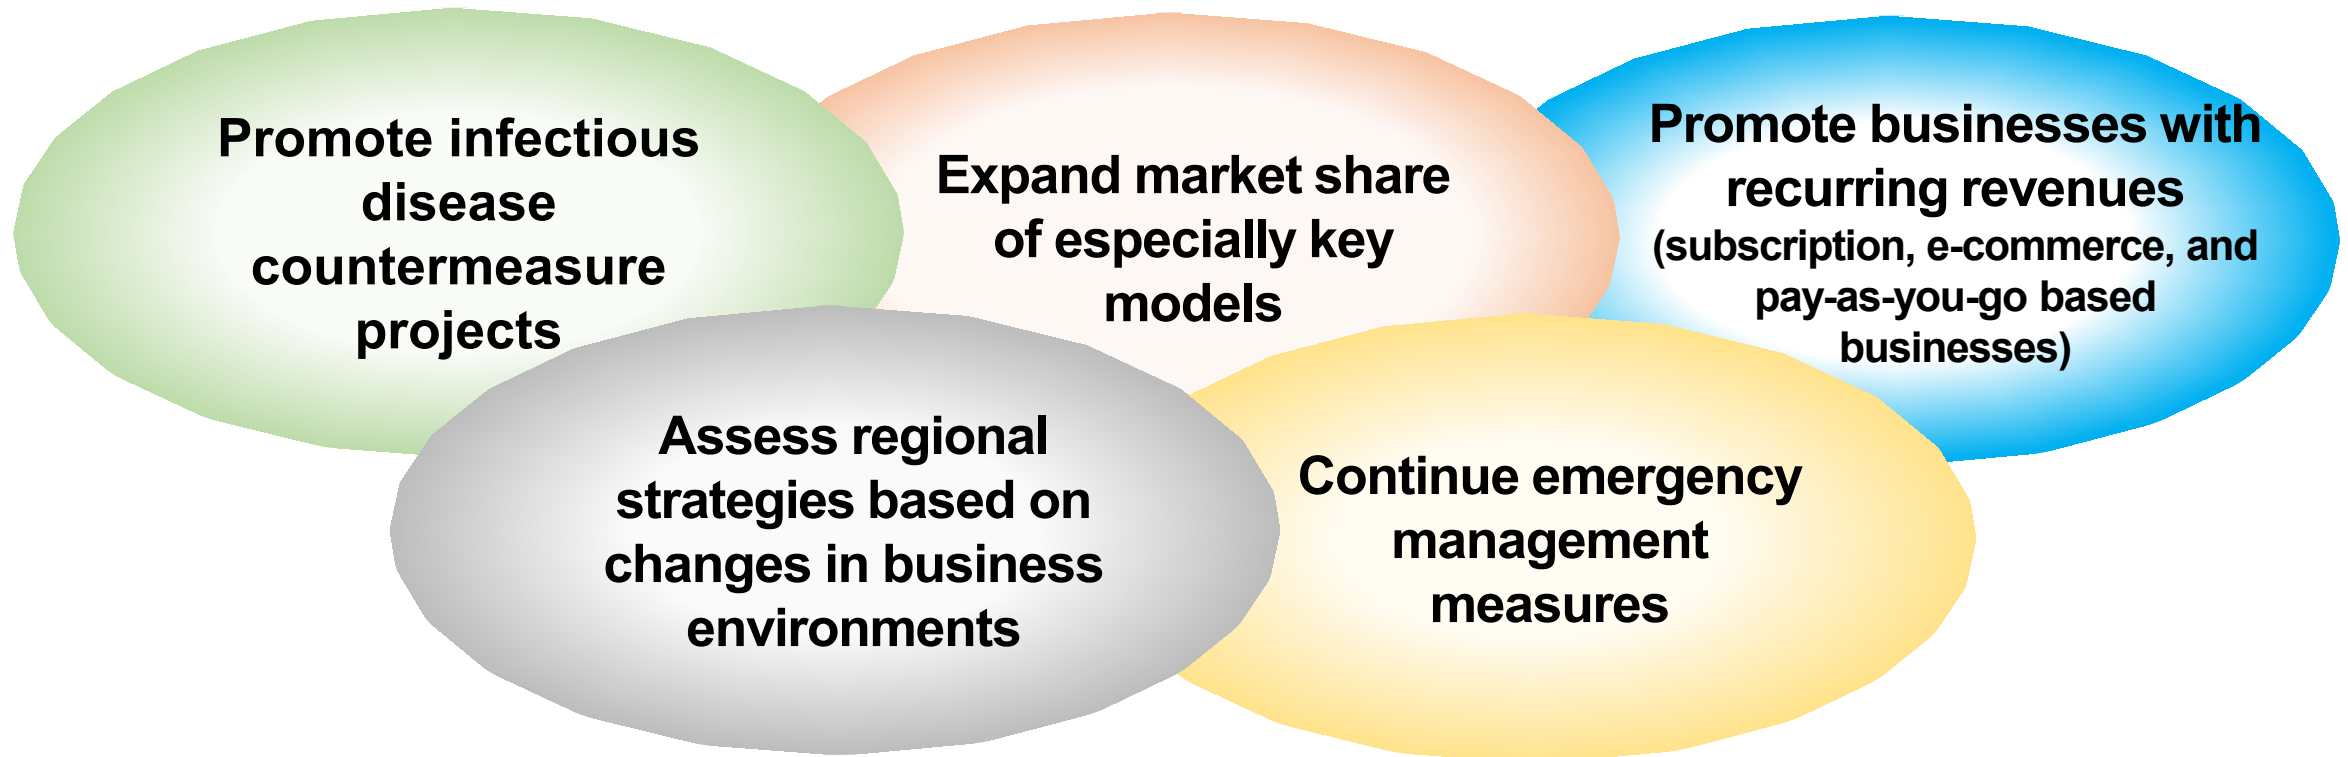 Promote infectious
disease
countermeasure
projects
Expand market share
of especially key
models
Promote businesses with
recurring revenues
(subscription, e-commerce, and
pay-as-you-go based
businesses)
Assess regional
strategies based on
changes in business
environments
Continue emergency
management
measures